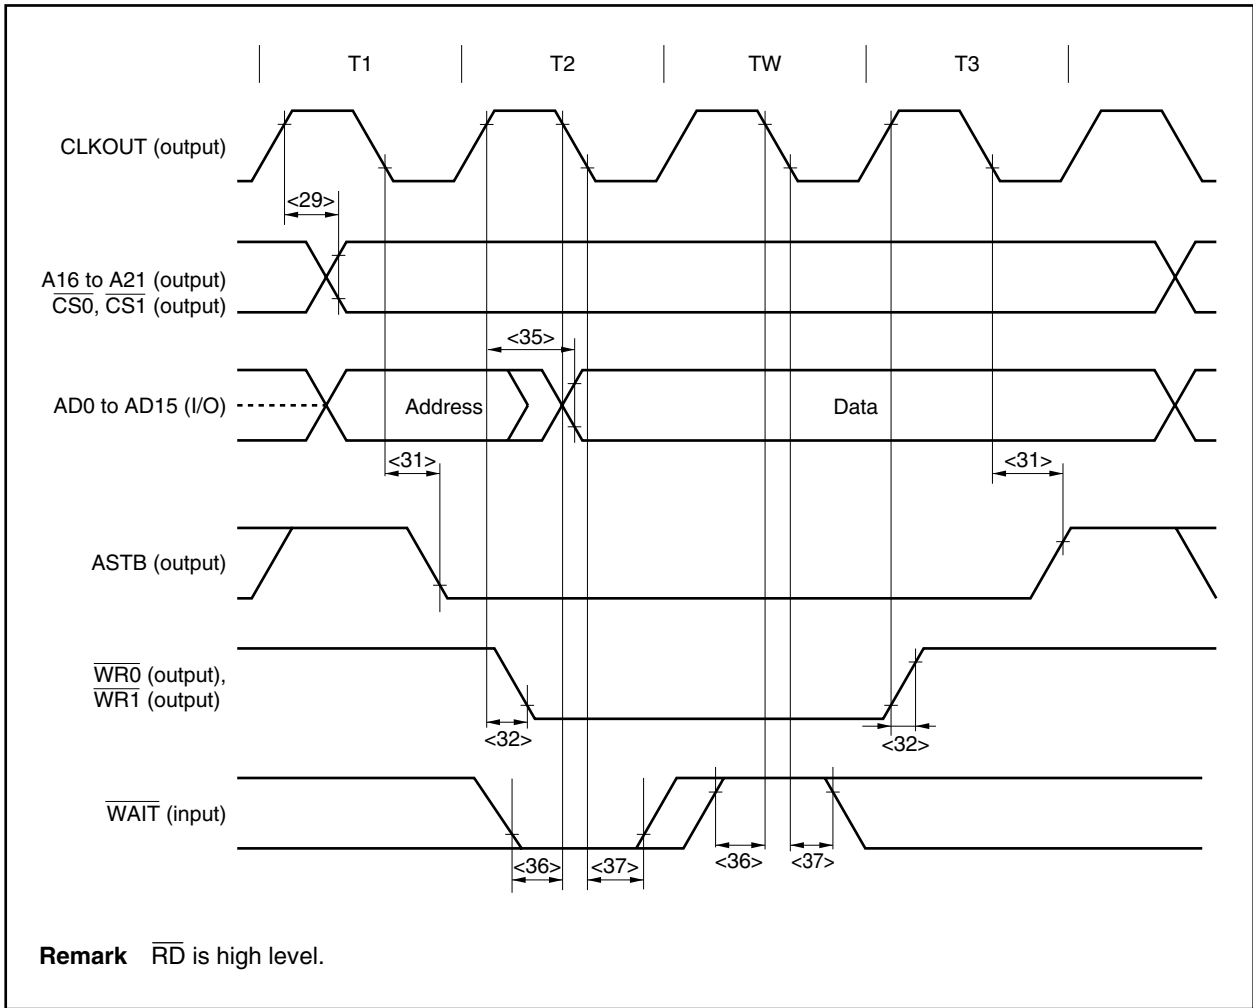 T1 T2 TW T3
CLKOUT (output)
<29>
A16 to A21 (output)
CS0, CS1 (output)
<35>
AD0 to AD15 (I/O) Address Data
<31> <31>
ASTB (output)
WR0 (output),
WR1 (output)
<32> <32>
WAIT (input)
<36> <37> <36> <37>
Remark RD is high level.